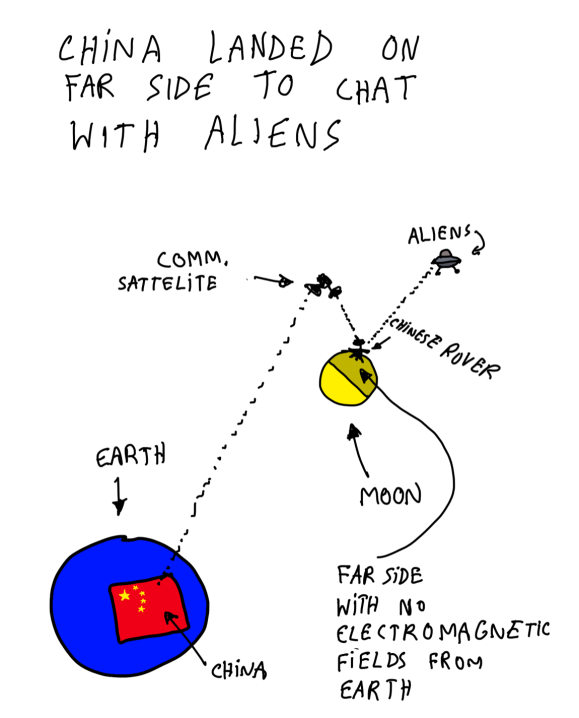 CHINA LANDED ON
FAR SIDE TO CHAT
WITH ALIENS
ALIENS
COMM.
SATTELITE
CHINESE ROVER
EARTH
MOON
FAR SIDE
WITH NO
ELECTROMAGNETIC
FIELDS FROM
EARTH
CHINA